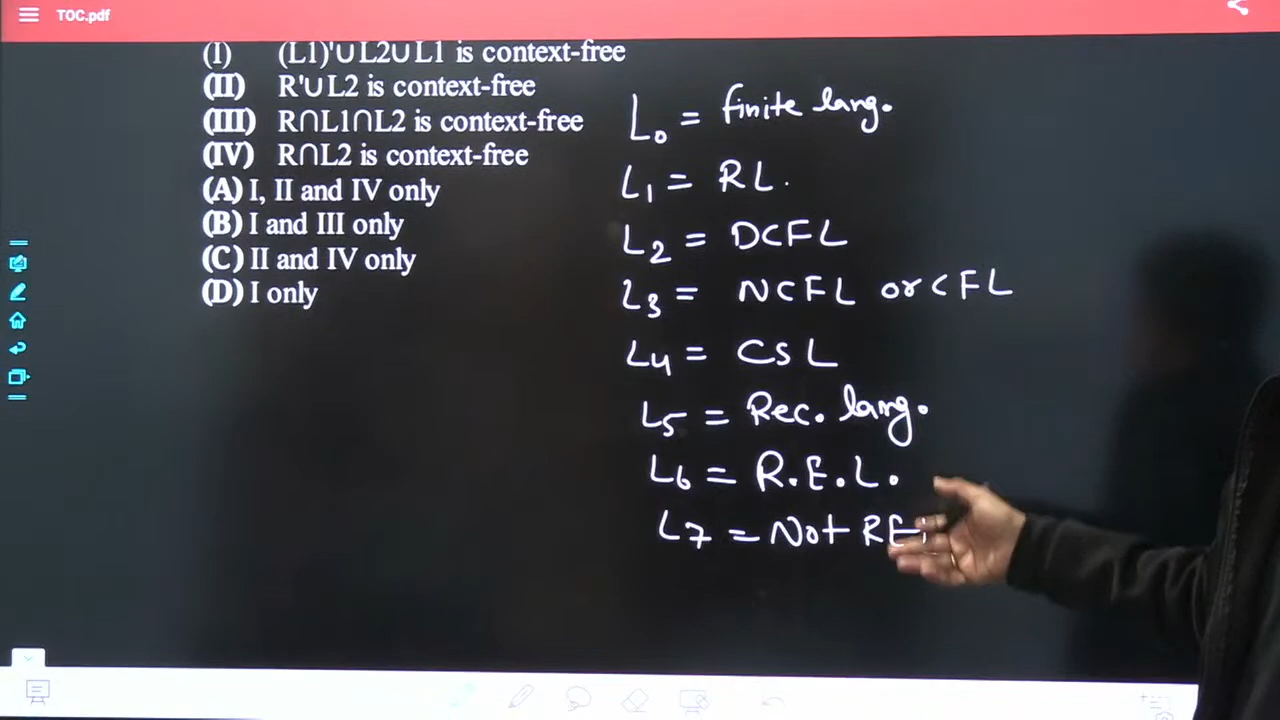 TOC.pdf
(I) (L1)'∪L2∪L1 is context-free
(II) R'∪L2 is context-free
(III) R∩L1∩L2 is context-free
(IV) R∩L2 is context-free
(A) I, II and IV only
(B) I and III only
(C) II and IV only
(D) I only
L0 = finite lang.
L1 = RL.
L2 = DCFL
L3 = NCFL or CFL
L4 = CSL
L5 = Rec. lang.
L6 = R.E.L.
L7 = Not RE